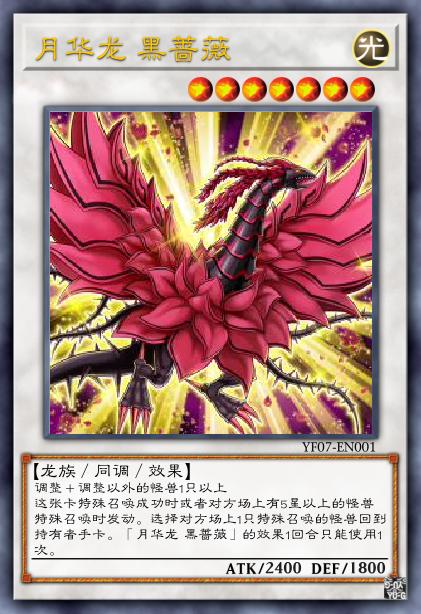 月华龙 黑蔷薇
光
YF07-EN001
【龙族／同调／效果】
调整＋调整以外的怪兽1只以上
这张卡特殊召唤成功时或者对方场上有5星以上的怪兽
特殊召唤时发动。选择对方场上1只特殊召唤的怪兽回到
持有者手卡。「月华龙 黑蔷薇」的效果1回合只能使用1
次。
ATK/2400 DEF/1800